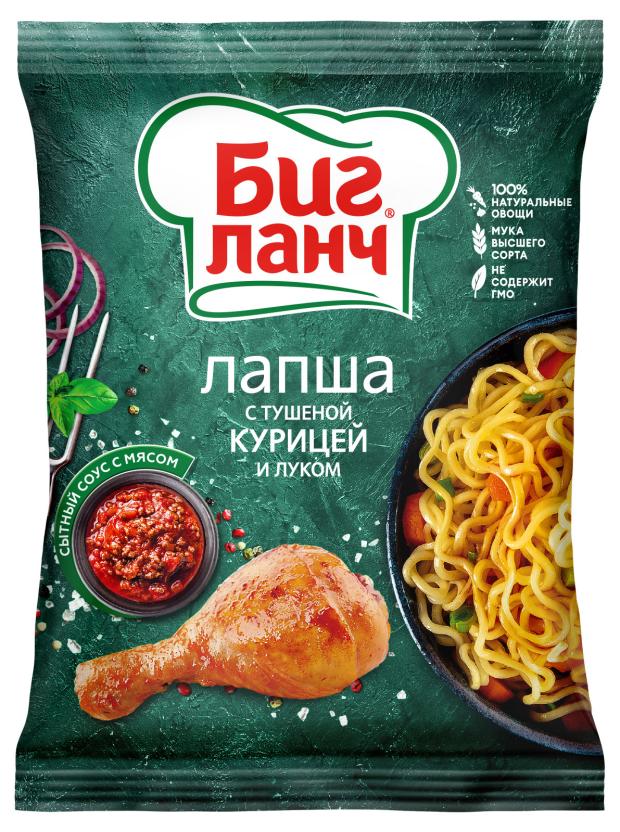 Биг
ланч®
100%
НАТУРАЛЬНЫЕ
ОВОЩИ
МУКА
ВЫСШЕГО
СОРТА
НЕ
СОДЕРЖИТ
ГМО
лапша
С ТУШЕНОЙ
КУРИЦЕЙ
И ЛУКОМ
СЫТНЫЙ СОУС С МЯСОМ